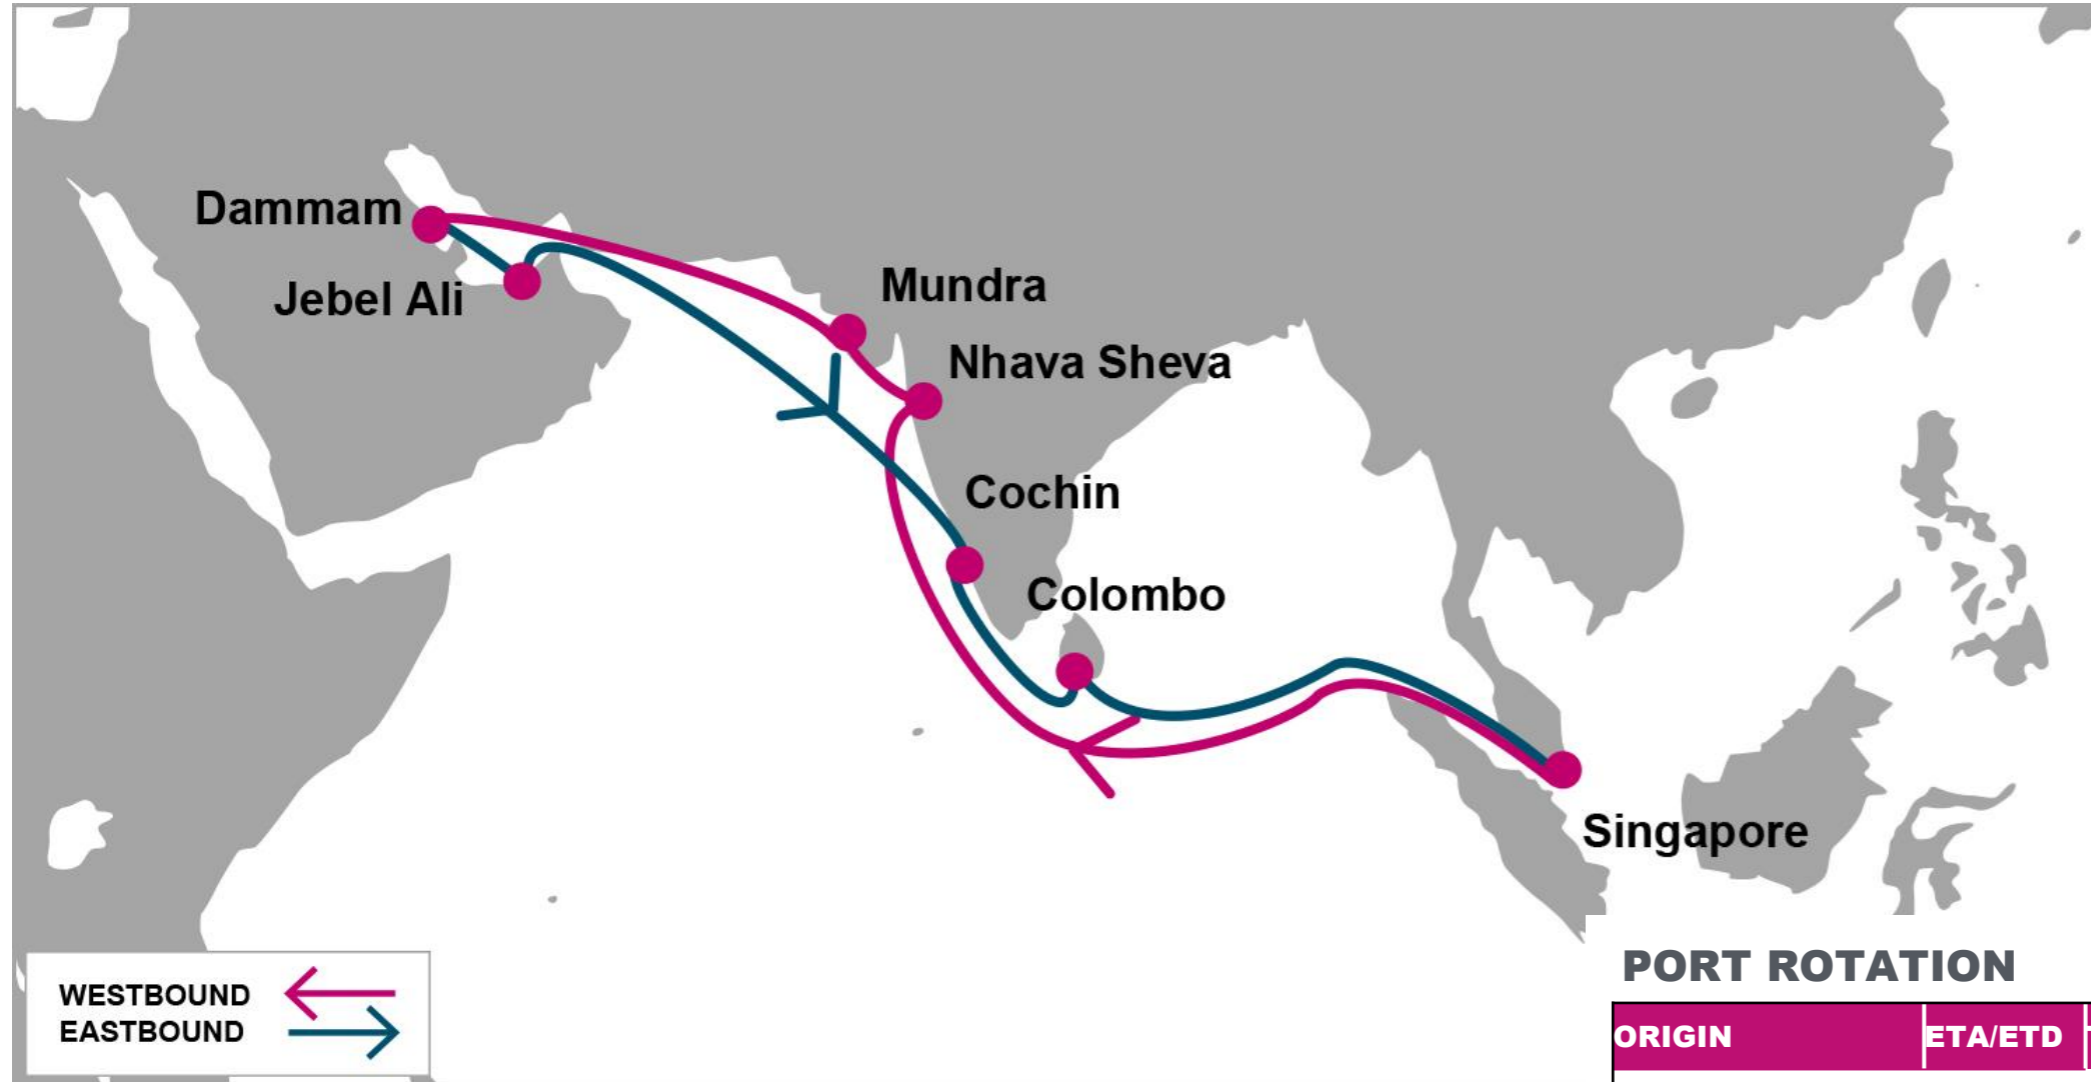 Dammam
Jebel Ali
Mundra
Nhava Sheva
Cochin
Colombo
Singapore
WESTBOUND
EASTBOUND
PORT ROTATION
ORIGIN ETA/ETD